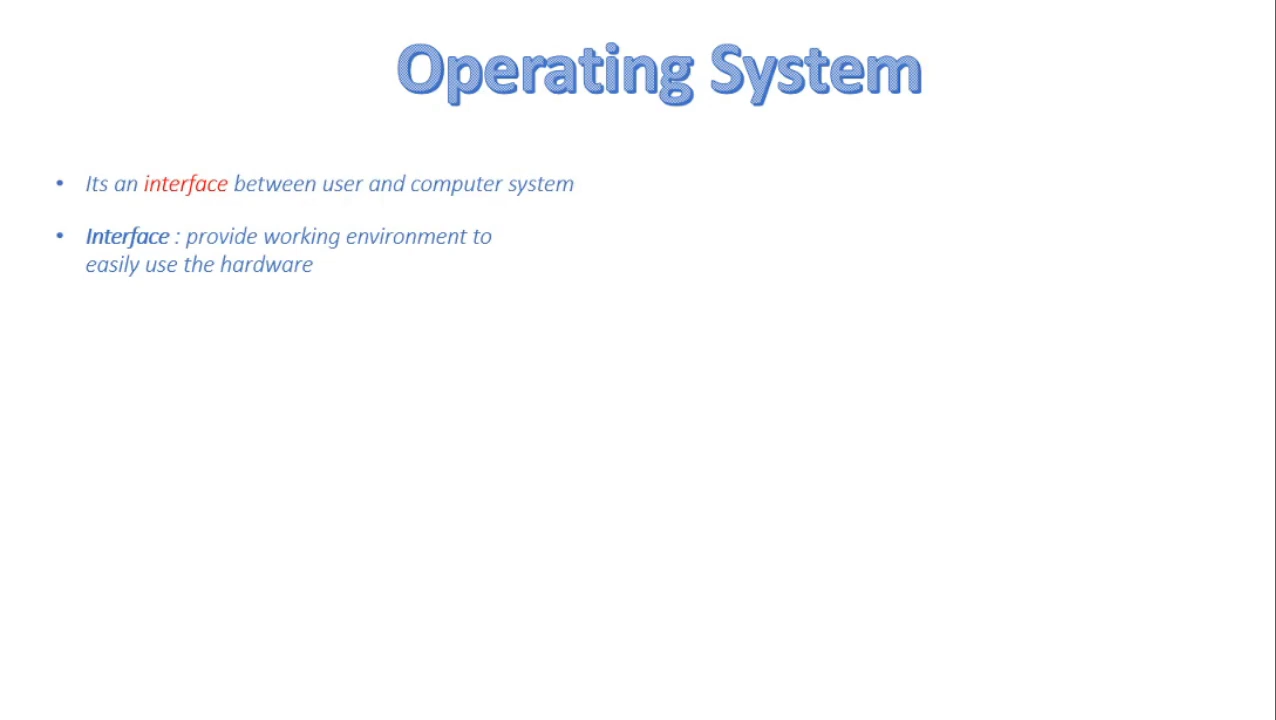 Operating System
• Its an interface between user and computer system
• Interface : provide working environment to
easily use the hardware